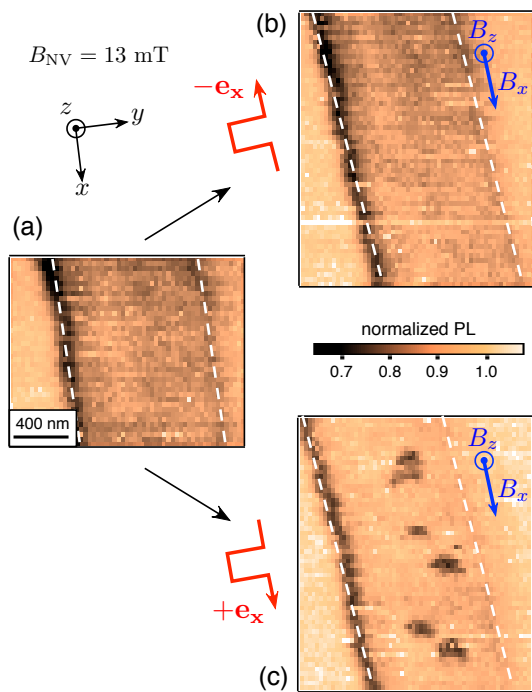 (b)
B_NV = 13 mT
B_z
B_x
−e_x
z
y
x
(a)
400 nm
normalized PL
0.7 0.8 0.9 1.0
B_z
B_x
+e_x
(c)